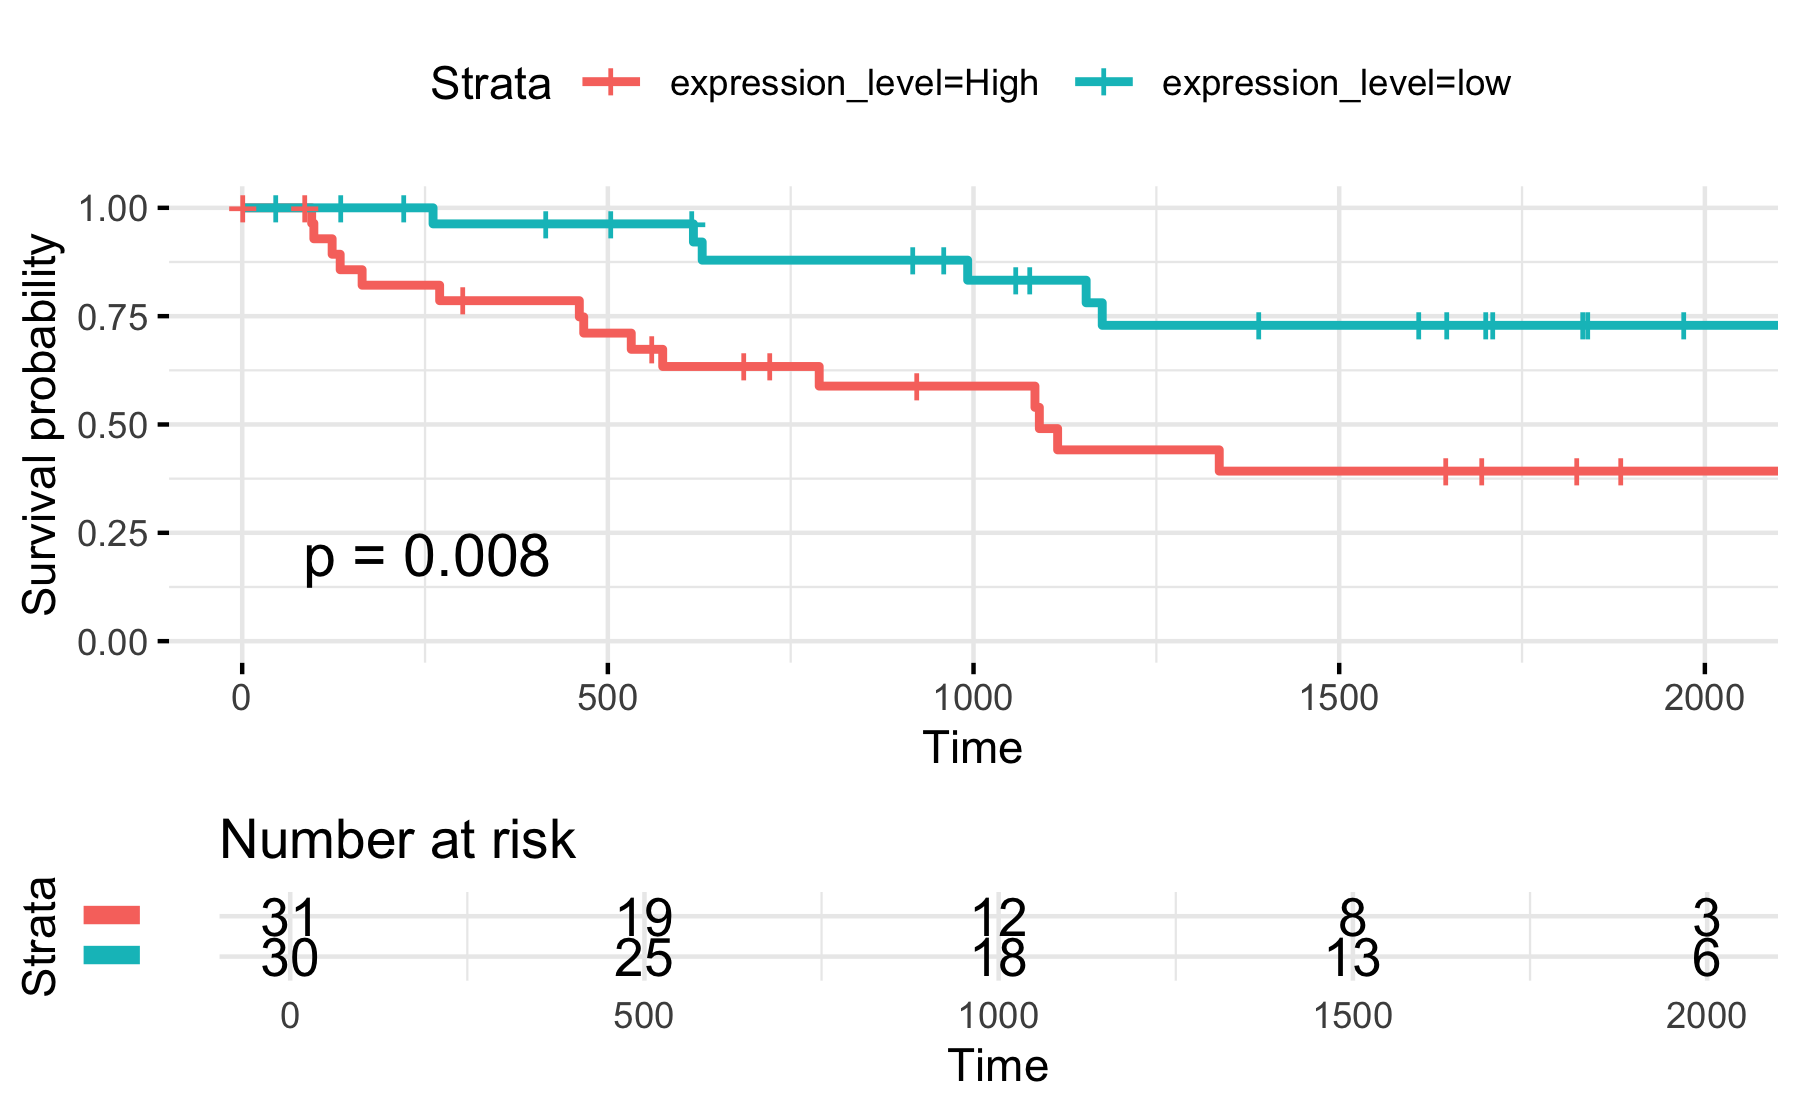 Strata expression_level=High expression_level=low
Survival probability
1.00
0.75
0.50
0.25
0.00
p = 0.008
0 500 1000 1500 2000
Time
Number at risk
Strata
31 19 12 8 3
30 25 18 13 6
0 500 1000 1500 2000
Time